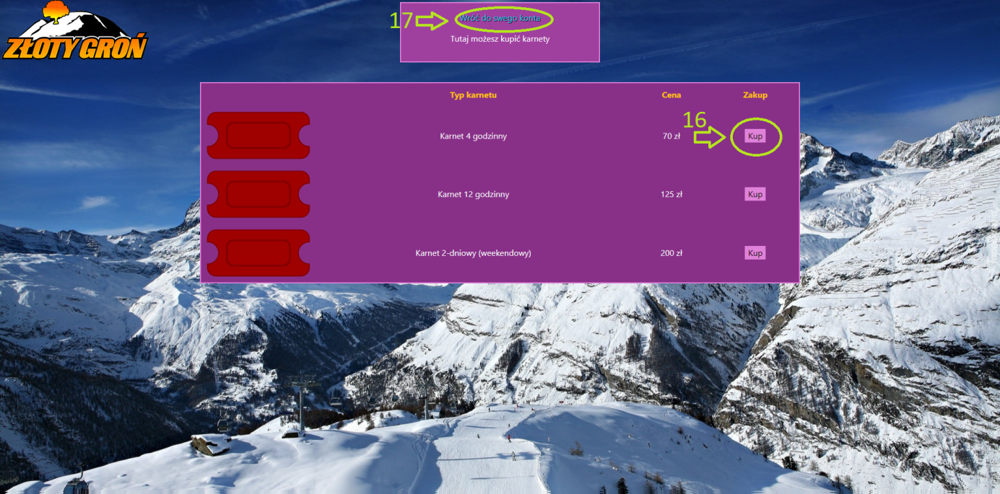 ZŁOTY GROŃ
17
Wróć do swego konta
Tutaj możesz kupić karnety
Typ karnetu Cena Zakup
16
Karnet 4 godzinny 70 zł Kup
Karnet 12 godzinny 125 zł Kup
Karnet 2-dniowy (weekendowy) 200 zł Kup